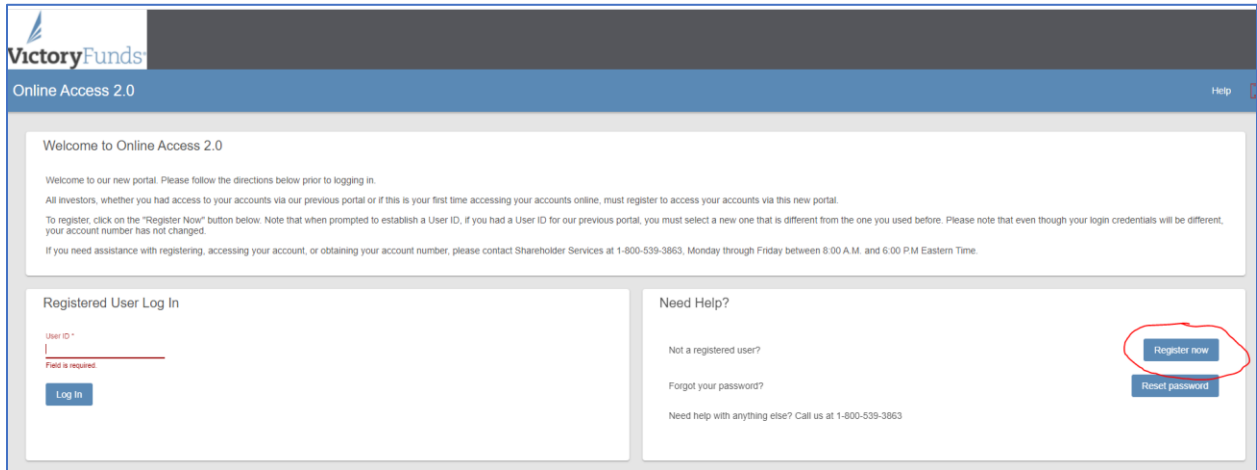 VictoryFunds
Online Access 2.0
Help
Welcome to Online Access 2.0
Welcome to our new portal. Please follow the directions below prior to logging in.
All investors, whether you had access to your accounts via our previous portal or if this is your first time accessing your accounts online, must register to access your accounts via this new portal.
To register, click on the "Register Now" button below. Note that when prompted to establish a User ID, if you had a User ID for our previous portal, you must select a new one that is different from the one you used before. Please note that even though your login credentials will be different,
your account number has not changed.
If you need assistance with registering, accessing your account, or obtaining your account number, please contact Shareholder Services at 1-800-539-3863, Monday through Friday between 8:00 A.M. and 6:00 P.M Eastern Time.
Registered User Log In
User ID *
Field is required.
Log In
Need Help?
Not a registered user?
Register now
Forgot your password?
Reset password
Need help with anything else? Call us at 1-800-539-3863